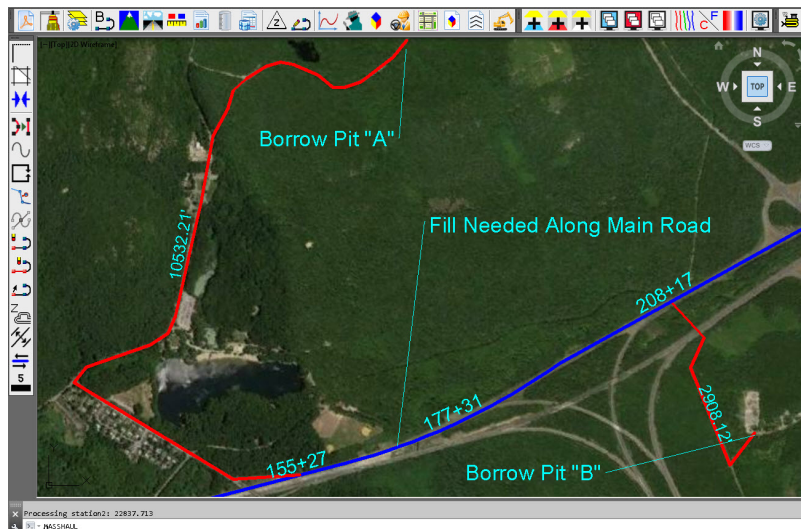 [−][Top][2D Wireframe]
N
W
TOP
E
S
WCS
Borrow Pit "A"
10532.21'
Fill Needed Along Main Road
208+17
177+31
2908.12'
155+27
Borrow Pit "B"
5
Processing station2: 22837.713
MASSHAUL